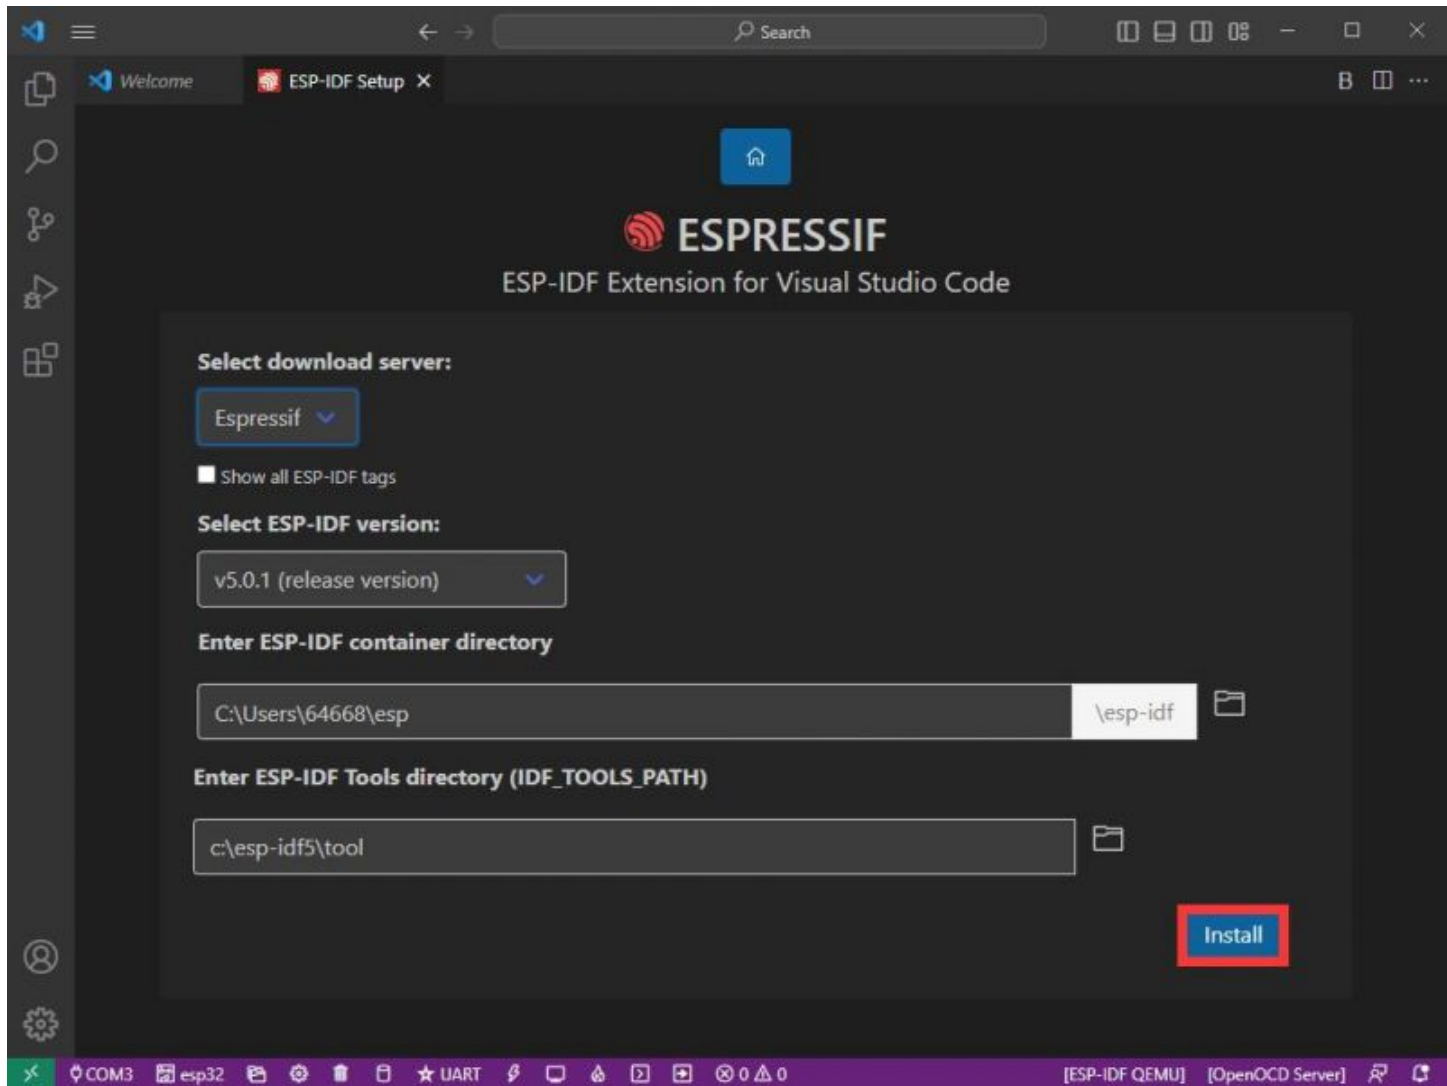 Search
Welcome
ESP-IDF Setup
B
ESPRESSIF
ESP-IDF Extension for Visual Studio Code
Select download server:
Espressif
Show all ESP-IDF tags
Select ESP-IDF version:
v5.0.1 (release version)
Enter ESP-IDF container directory
C:\Users\64668\esp \esp-idf
Enter ESP-IDF Tools directory (IDF_TOOLS_PATH)
c:\esp-idf5\tool
Install
COM3 esp32 UART 0 0 [ESP-IDF QEMU] [OpenOCD Server]